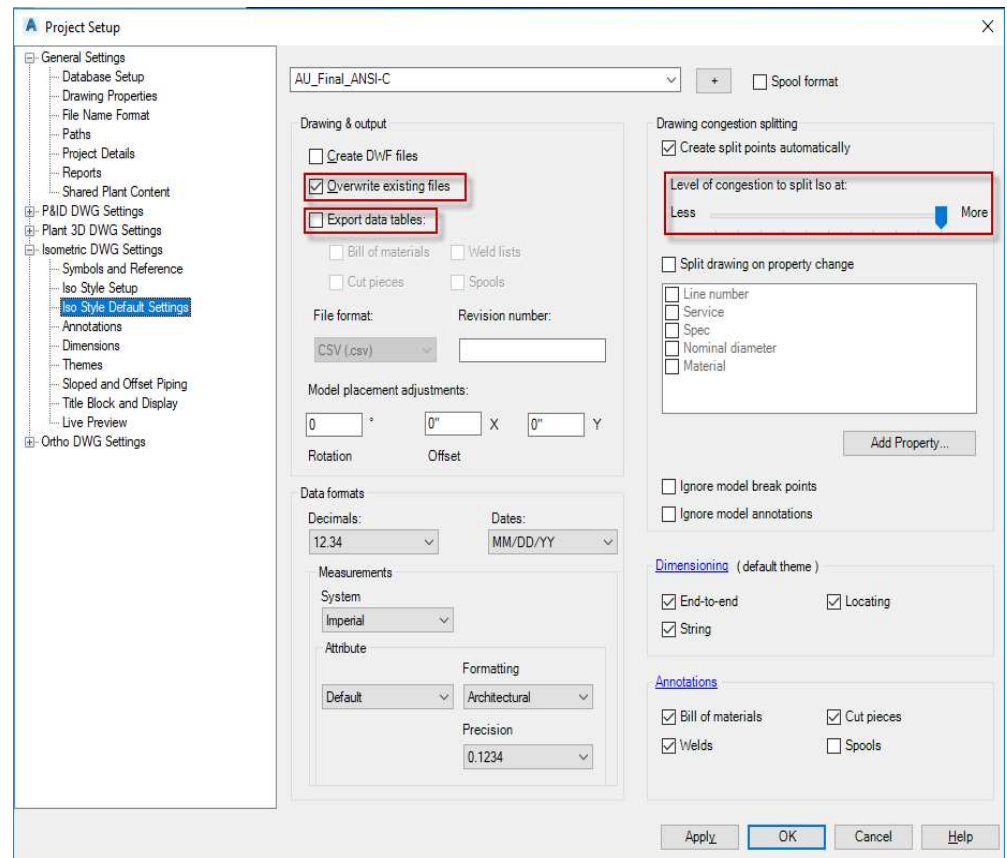 Project Setup
General Settings
Database Setup
Drawing Properties
File Name Format
Paths
Project Details
Reports
Shared Plant Content
P&ID DWG Settings
Plant 3D DWG Settings
Isometric DWG Settings
Symbols and Reference
Iso Style Setup
Iso Style Default Settings
Annotations
Dimensions
Themes
Sloped and Offset Piping
Title Block and Display
Live Preview
Ortho DWG Settings
AU_Final_ANSI-C
+
Spool format
Drawing & output
Create DWF files
Overwrite existing files
Export data tables:
Bill of materials Weld lists
Cut pieces Spools
File format: Revision number:
CSV (.csv)
Model placement adjustments:
0 ° 0" X 0" Y
Rotation Offset
Data formats
Decimals: Dates:
12.34 MM/DD/YY
Measurements
System
Imperial
Attribute
Formatting
Default Architectural
Precision
0.1234
Drawing congestion splitting
Create split points automatically
Level of congestion to split Iso at:
Less More
Split drawing on property change
Line number
Service
Spec
Nominal diameter
Material
Add Property...
Ignore model break points
Ignore model annotations
Dimensioning ( default theme )
End-to-end Locating
String
Annotations
Bill of materials Cut pieces
Welds Spools
Apply OK Cancel Help